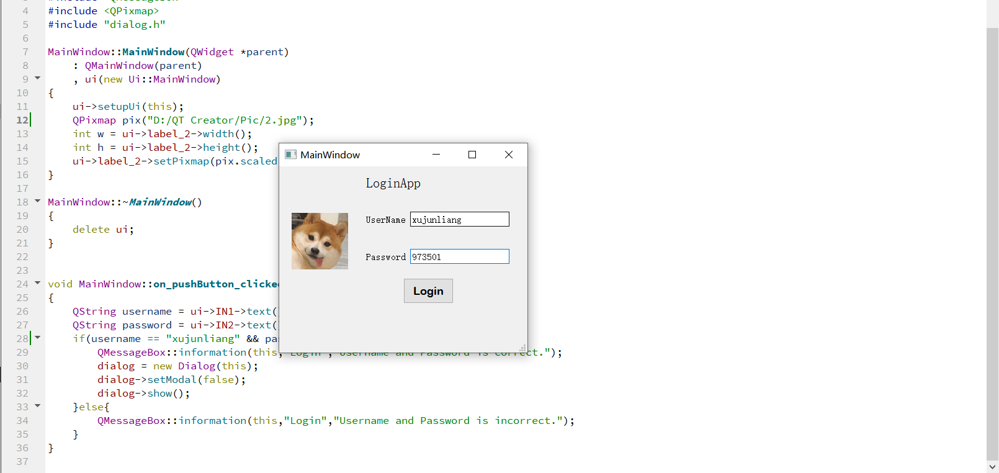 4 #include <QPixmap>
5 #include "dialog.h"
6
7 MainWindow::MainWindow(QWidget *parent)
8     : QMainWindow(parent)
9     , ui(new Ui::MainWindow)
10 {
11     ui->setupUi(this);
12     QPixmap pix("D:/QT Creator/Pic/2.jpg");
13     int w = ui->label_2->width();
14     int h = ui->label_2->height();
15     ui->label_2->setPixmap(pix.scaled
16 }
17
18 MainWindow::~MainWindow()
19 {
20     delete ui;
21 }
22
23
24 void MainWindow::on_pushButton_clicked
25 {
26     QString username = ui->IN1->text(
27     QString password = ui->IN2->text(
28     if(username == "xujunliang" &&
29         QMessageBox::information(this,"Login","Username and Password is correct.");
30         dialog = new Dialog(this);
31         dialog->setModal(false);
32         dialog->show();
33     }else{
34         QMessageBox::information(this,"Login","Username and Password is incorrect.");
35     }
36 }
37
MainWindow
LoginApp
UserName xujunliang
Password 973501
Login